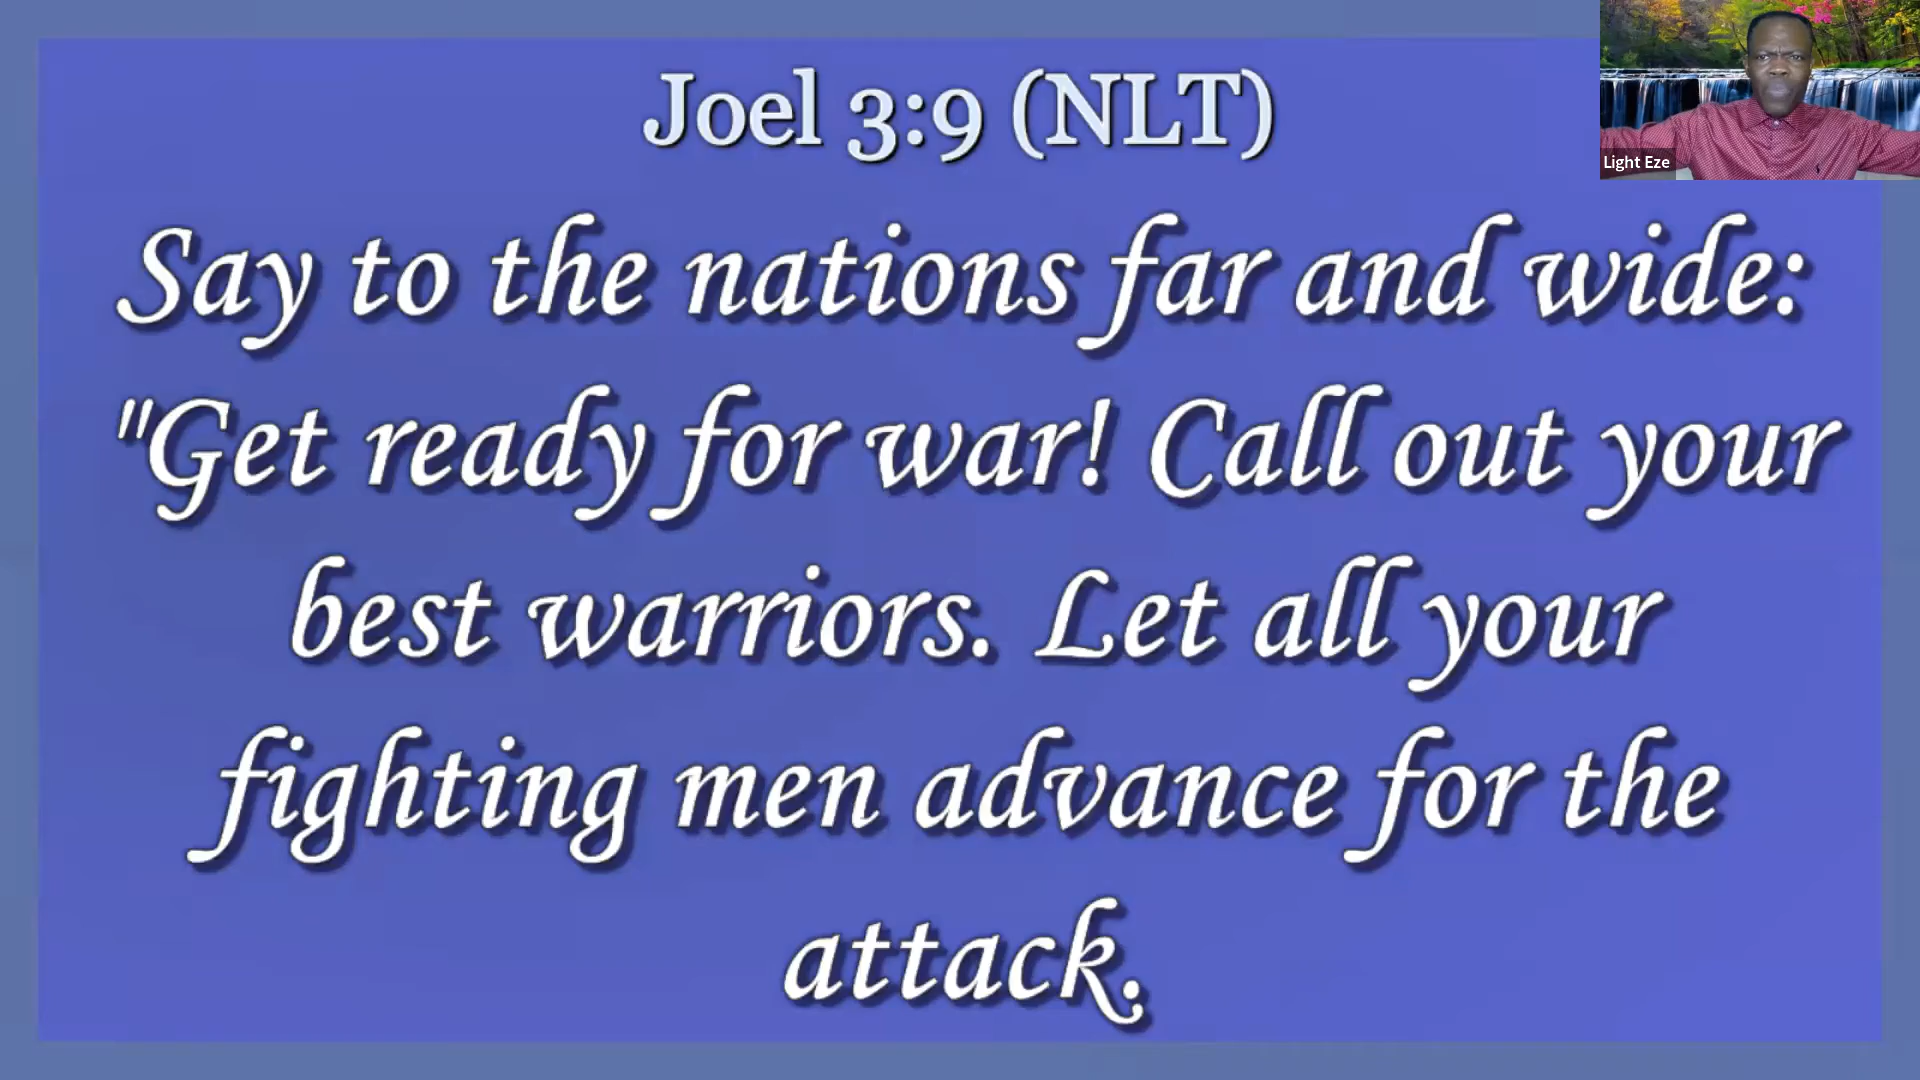 Joel 3:9 (NLT)
Light Eze
Say to the nations far and wide:
"Get ready for war! Call out your
best warriors. Let all your
fighting men advance for the
attack.